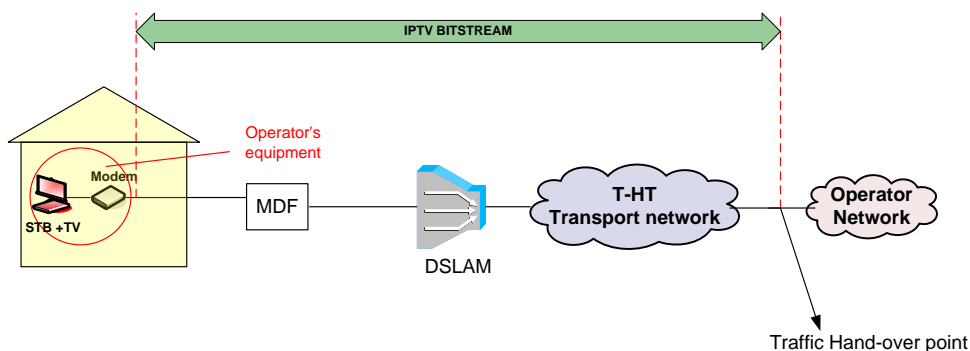 IPTV BITSTREAM
Operator's
equipment
Modem
STB +TV
MDF
DSLAM
T-HT
Transport network
Operator
Network
Traffic Hand-over point